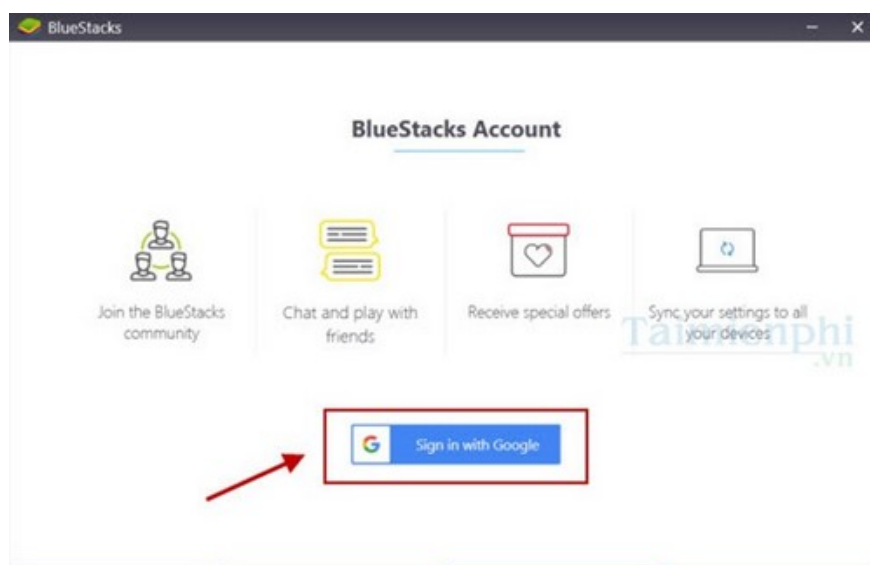 BlueStacks
BlueStacks Account
Join the BlueStacks
community
Chat and play with
friends
Receive special offers
Sync your settings to all
your devices
Taimienphi
.vn
G
Sign in with Google